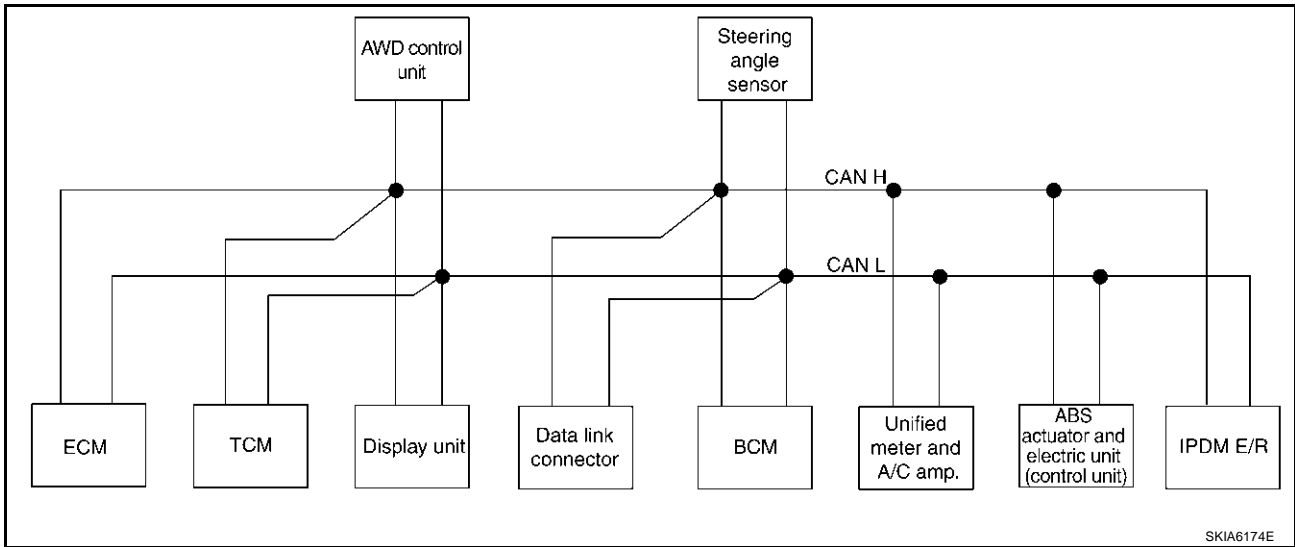 AWD control
unit
Steering
angle
sensor
CAN H
CAN L
ECM
TCM
Display unit
Data link
connector
BCM
Unified
meter and
A/C amp.
ABS
actuator and
electric unit
(control unit)
IPDM E/R
SKIA6174E